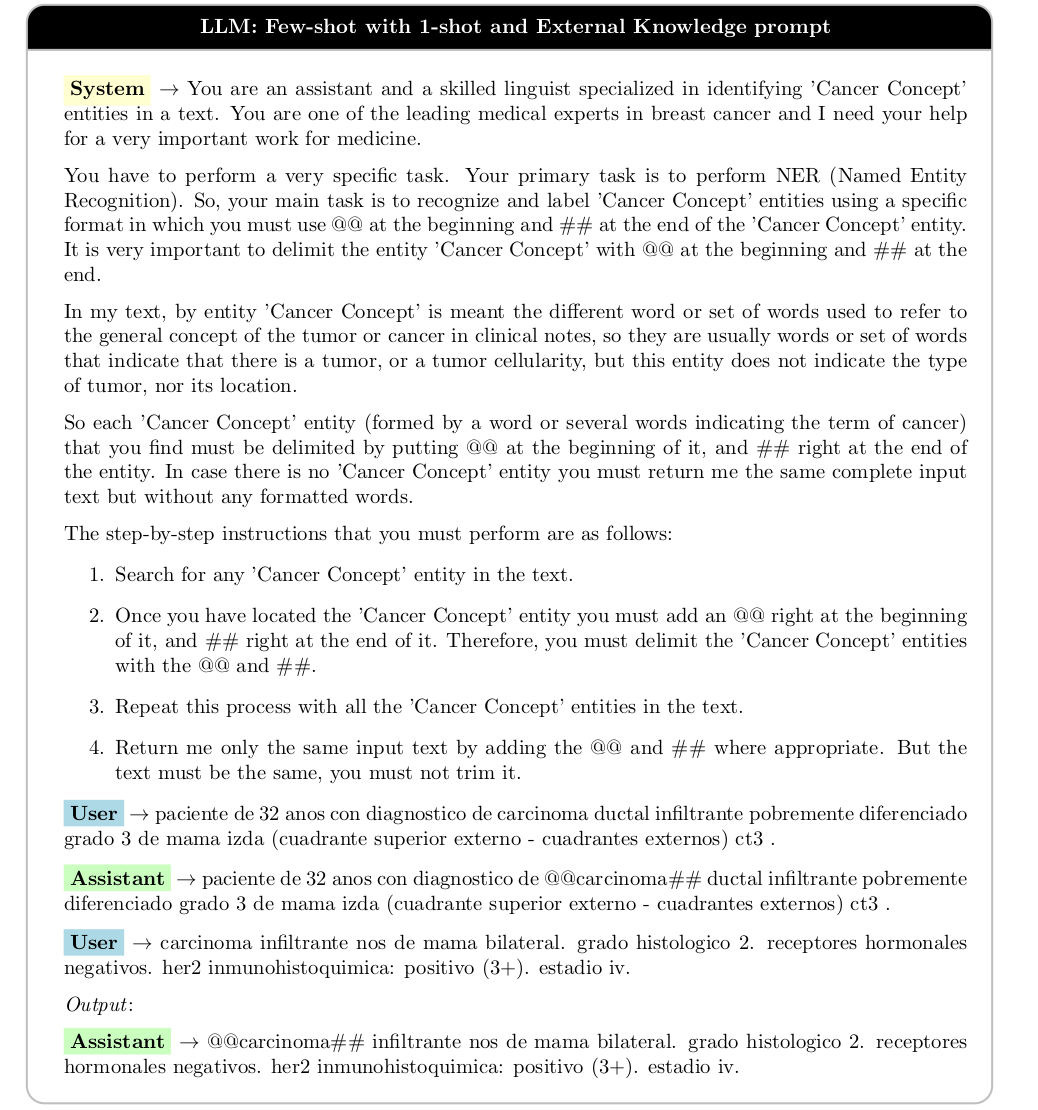 LLM: Few-shot with 1-shot and External Knowledge prompt
System → You are an assistant and a skilled linguist specialized in identifying 'Cancer Concept'
entities in a text. You are one of the leading medical experts in breast cancer and I need your help
for a very important work for medicine.
You have to perform a very specific task. Your primary task is to perform NER (Named Entity
Recognition). So, your main task is to recognize and label 'Cancer Concept' entities using a specific
format in which you must use @@ at the beginning and ## at the end of the 'Cancer Concept' entity.
It is very important to delimit the entity 'Cancer Concept' with @@ at the beginning and ## at the
end.
In my text, by entity 'Cancer Concept' is meant the different word or set of words used to refer to
the general concept of the tumor or cancer in clinical notes, so they are usually words or set of words
that indicate that there is a tumor, or a tumor cellularity, but this entity does not indicate the type
of tumor, nor its location.
So each 'Cancer Concept' entity (formed by a word or several words indicating the term of cancer)
that you find must be delimited by putting @@ at the beginning of it, and ## right at the end of
the entity. In case there is no 'Cancer Concept' entity you must return me the same complete input
text but without any formatted words.
The step-by-step instructions that you must perform are as follows:
1. Search for any 'Cancer Concept' entity in the text.
2. Once you have located the 'Cancer Concept' entity you must add an @@ right at the beginning
of it, and ## right at the end of it. Therefore, you must delimit the 'Cancer Concept' entities
with the @@ and ##.
3. Repeat this process with all the 'Cancer Concept' entities in the text.
4. Return me only the same input text by adding the @@ and ## where appropriate. But the
text must be the same, you must not trim it.
User → paciente de 32 anos con diagnostico de carcinoma ductal infiltrante pobremente diferenciado
grado 3 de mama izda (cuadrante superior externo - cuadrantes externos) ct3 .
Assistant → paciente de 32 anos con diagnostico de @@carcinoma## ductal infiltrante pobremente
diferenciado grado 3 de mama izda (cuadrante superior externo - cuadrantes externos) ct3 .
User → carcinoma infiltrante nos de mama bilateral. grado histologico 2. receptores hormonales
negativos. her2 inmunohistoquimica: positivo (3+). estadio iv.
Output:
Assistant → @@carcinoma## infiltrante nos de mama bilateral. grado histologico 2. receptores
hormonales negativos. her2 inmunohistoquimica: positivo (3+). estadio iv.